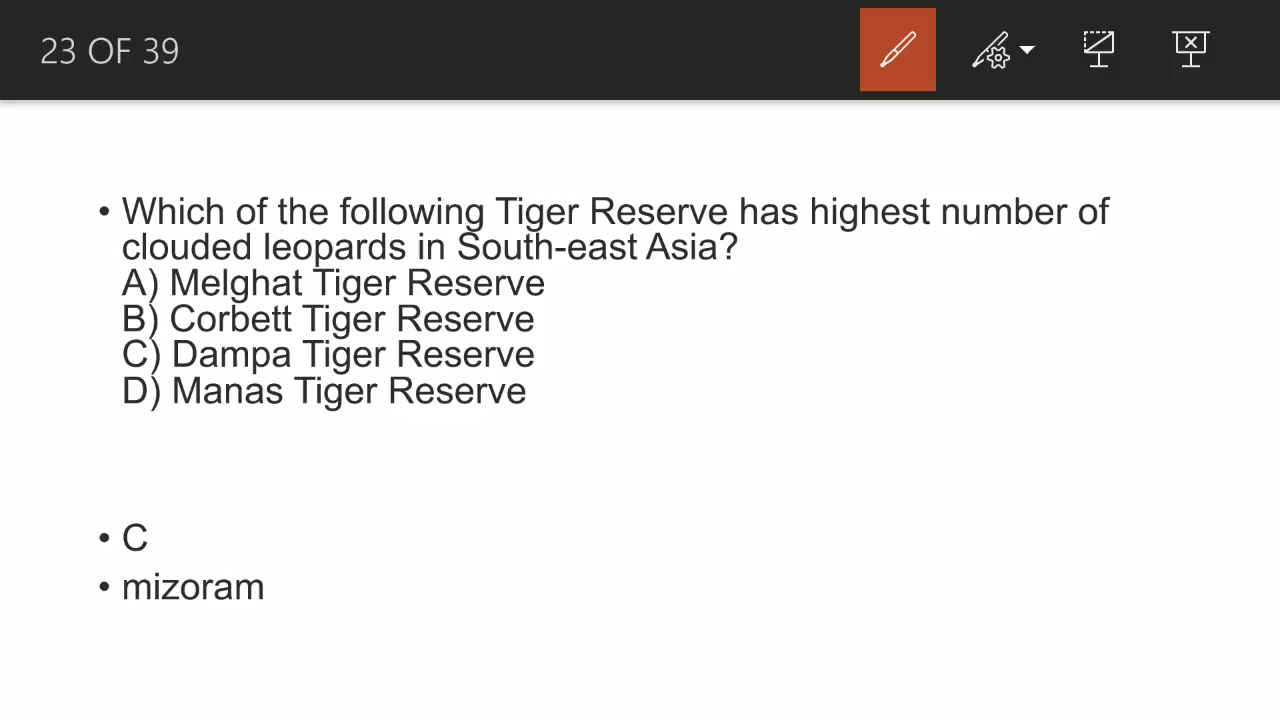 23 OF 39
• Which of the following Tiger Reserve has highest number of
clouded leopards in South-east Asia?
A) Melghat Tiger Reserve
B) Corbett Tiger Reserve
C) Dampa Tiger Reserve
D) Manas Tiger Reserve
• C
• mizoram